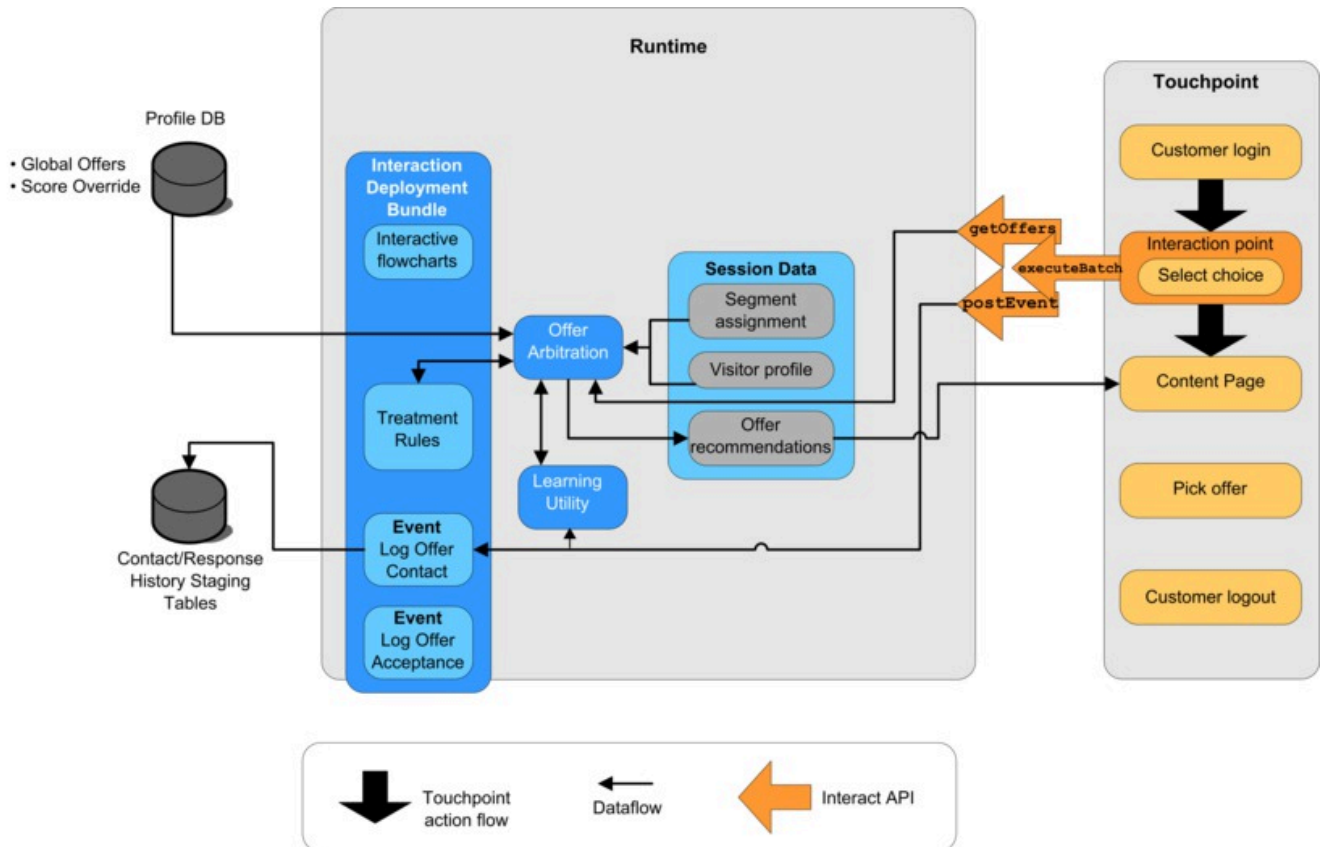 Runtime
Touchpoint
Profile DB
• Global Offers
• Score Override
Interaction
Deployment
Bundle
Interactive
flowcharts
Treatment
Rules
Event
Log Offer
Contact
Event
Log Offer
Acceptance
Offer
Arbitration
Learning
Utility
Session Data
Segment
assignment
Visitor profile
Offer
recommendations
getOffers
executeBatch
postEvent
Customer login
Interaction point
Select choice
Content Page
Pick offer
Customer logout
Contact/Response
History Staging
Tables
Touchpoint
action flow
Dataflow
Interact API